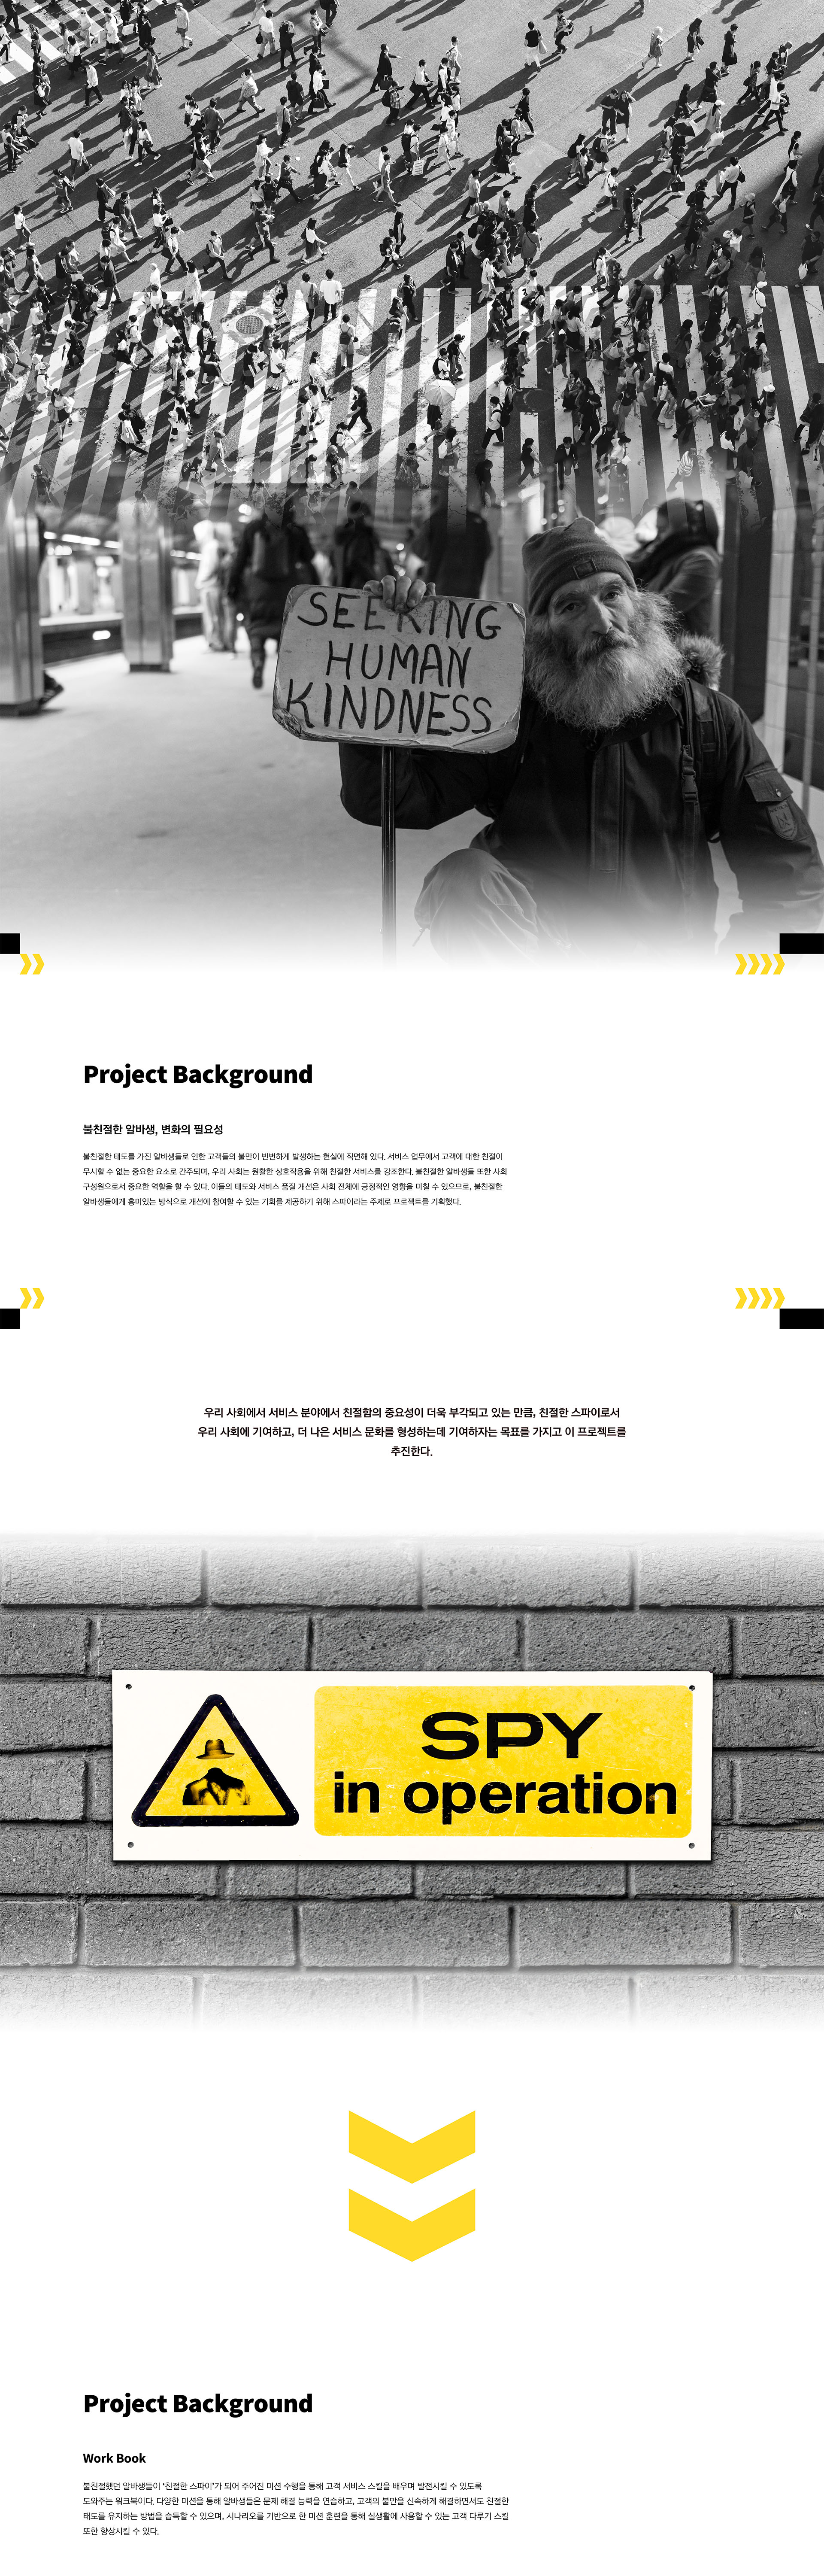 SEEKING
HUMAN
KINDNESS
Project Background
불친절한 알바생, 변화의 필요성
불친절한 태도를 가진 알바생들로 인한 고객들의 불만이 빈번하게 발생하는 현실에 직면해 있다. 서비스 업무에서 고객에 대한 친절이
무시할 수 없는 중요한 요소로 간주되며, 우리 사회는 원활한 상호작용을 위해 친절한 서비스를 강조한다. 불친절한 알바생들 또한 사회
구성원으로서 중요한 역할을 할 수 있다. 이들의 태도와 서비스 품질 개선은 사회 전체에 긍정적인 영향을 미칠 수 있으므로, 불친절한
알바생들에게 흥미있는 방식으로 개선에 참여할 수 있는 기회를 제공하기 위해 스파이라는 주제로 프로젝트를 기획했다.
우리 사회에서 서비스 분야에서 친절함의 중요성이 더욱 부각되고 있는 만큼, 친절한 스파이로서
우리 사회에 기여하고, 더 나은 서비스 문화를 형성하는데 기여하자는 목표를 가지고 이 프로젝트를
추진한다.
SPY
in operation
Project Background
Work Book
불친절했던 알바생들이 '친절한 스파이'가 되어 주어진 미션 수행을 통해 고객 서비스 스킬을 배우며 발전시킬 수 있도록
도와주는 워크북이다. 다양한 미션을 통해 알바생들은 문제 해결 능력을 연습하고, 고객의 불만을 신속하게 해결하면서도 친절한
태도를 유지하는 방법을 습득할 수 있으며, 시나리오를 기반으로 한 미션 훈련을 통해 실생활에 사용할 수 있는 고객 다루기 스킬
또한 향상시킬 수 있다.